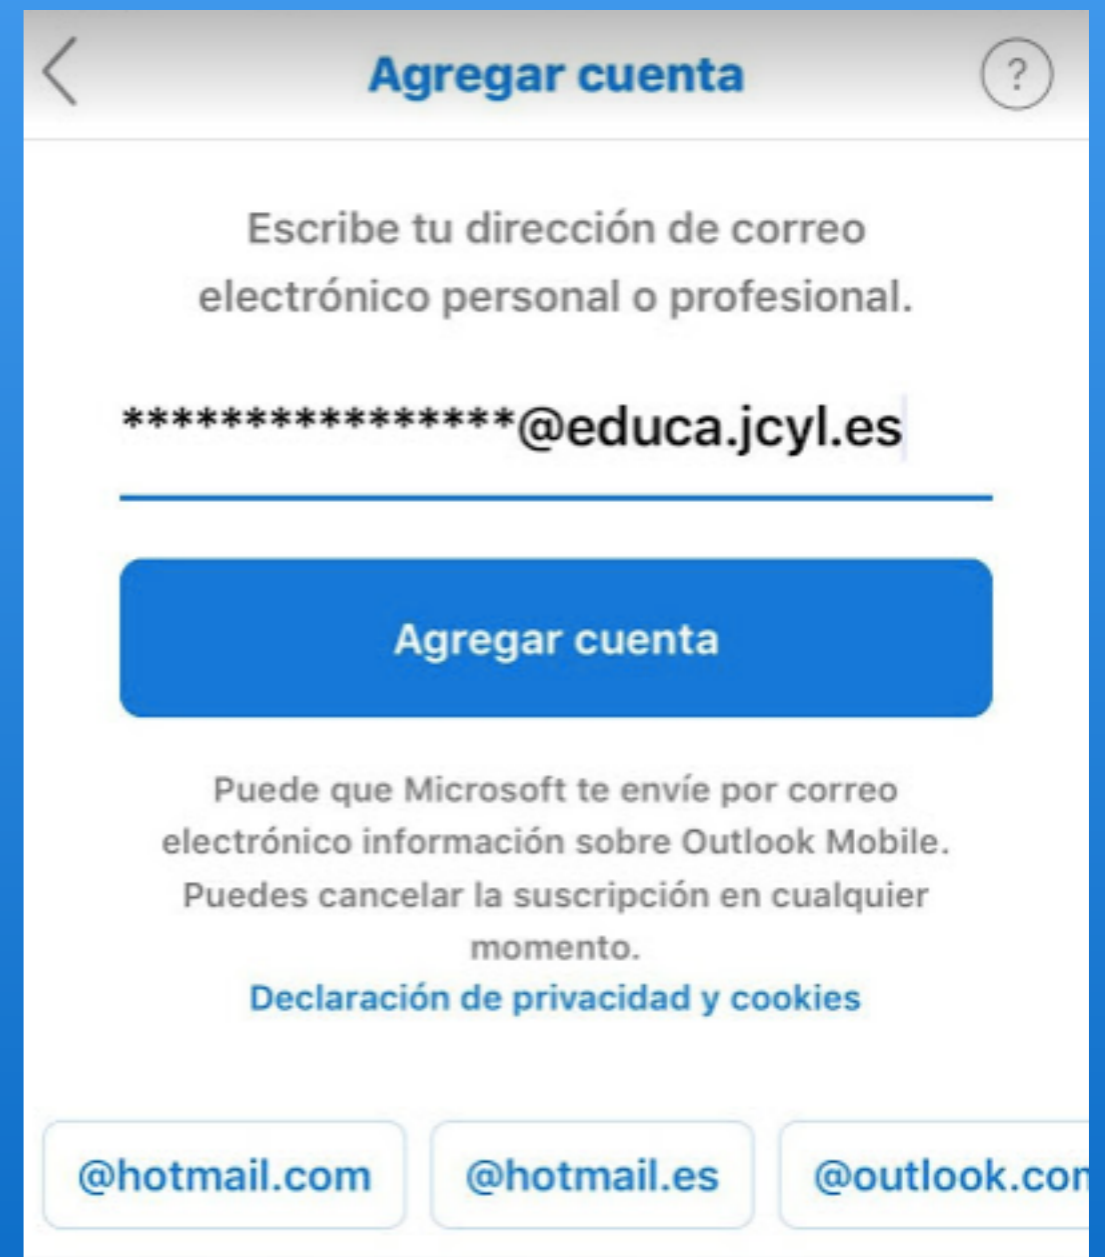 Agregar cuenta
?
Escribe tu dirección de correo
electrónico personal o profesional.
****************@educa.jcyl.es
Agregar cuenta
Puede que Microsoft te envíe por correo
electrónico información sobre Outlook Mobile.
Puedes cancelar la suscripción en cualquier
momento.
Declaración de privacidad y cookies
@hotmail.com @hotmail.es @outlook.com